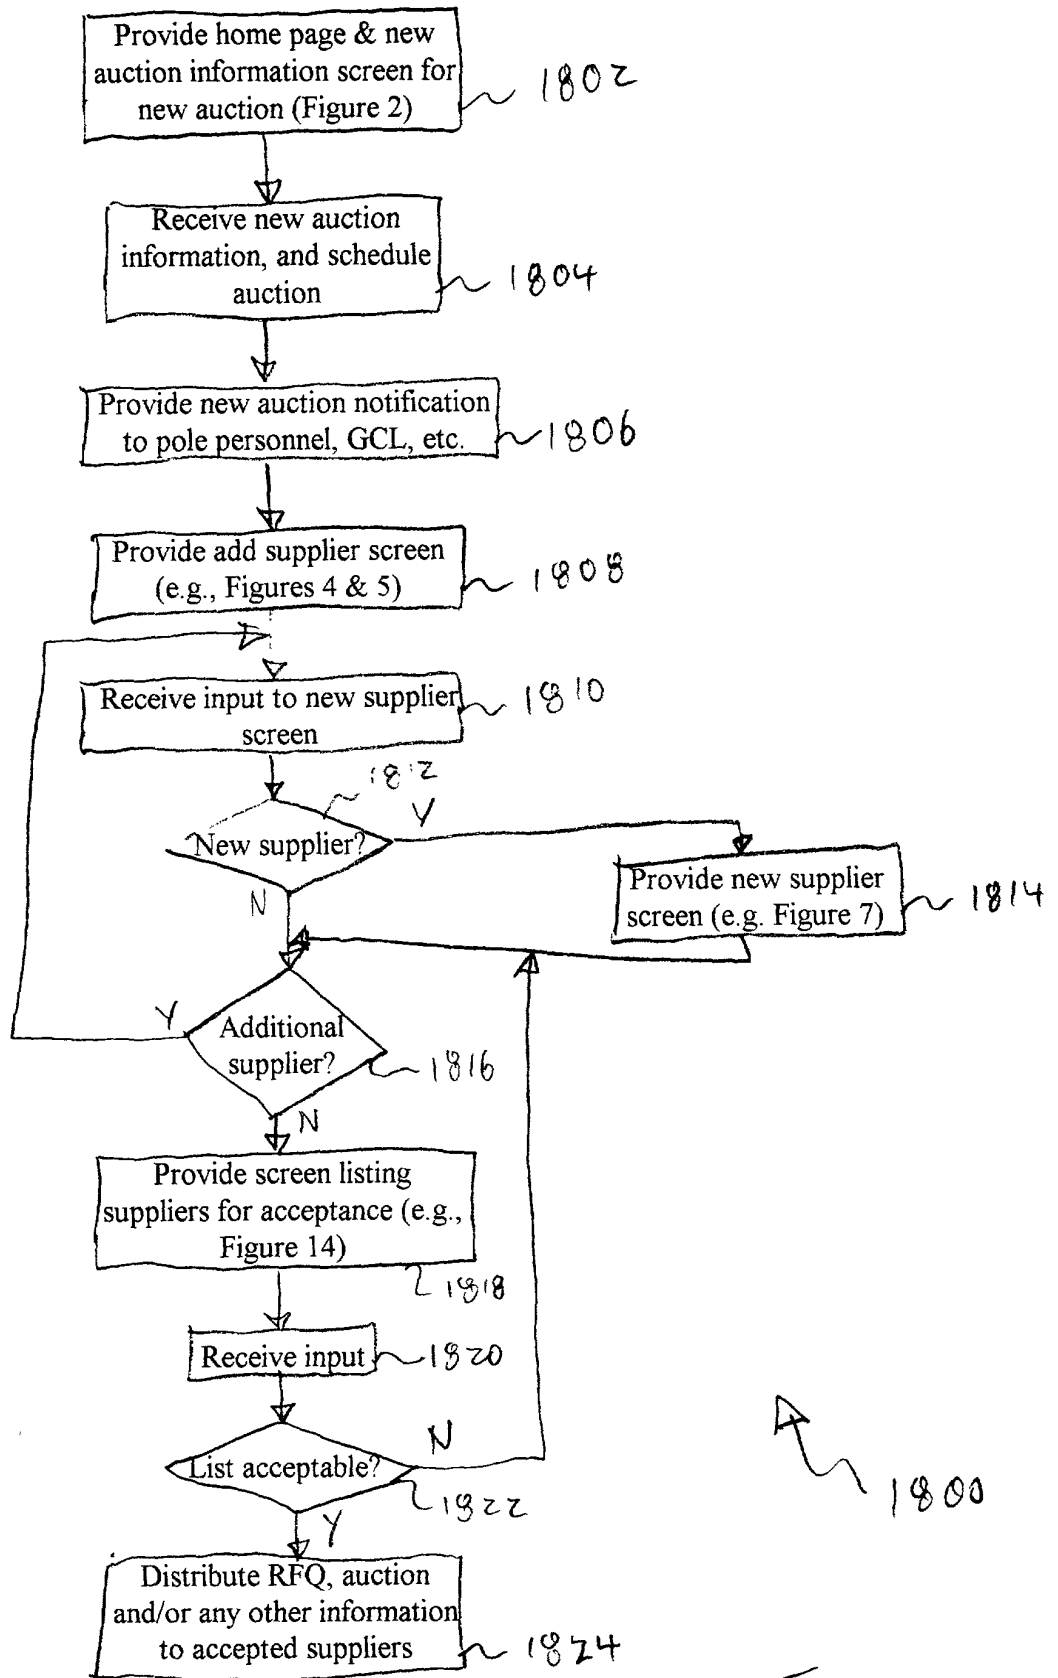 Provide home page & new
auction information screen for
new auction (Figure 2)
1802
Receive new auction
information, and schedule
auction
1804
Provide new auction notification
to pole personnel, GCL, etc.
1806
Provide add supplier screen
(e.g., Figures 4 & 5)
1808
Receive input to new supplier
screen
1810
1812
New supplier?
Y
N
Provide new supplier
screen (e.g. Figure 7)
1814
Y
Additional
supplier?
1816
N
Provide screen listing
suppliers for acceptance (e.g.,
Figure 14)
1818
Receive input
1820
List acceptable?
N
1822
Y
1800
Distribute RFQ, auction
and/or any other information
to accepted suppliers
1824